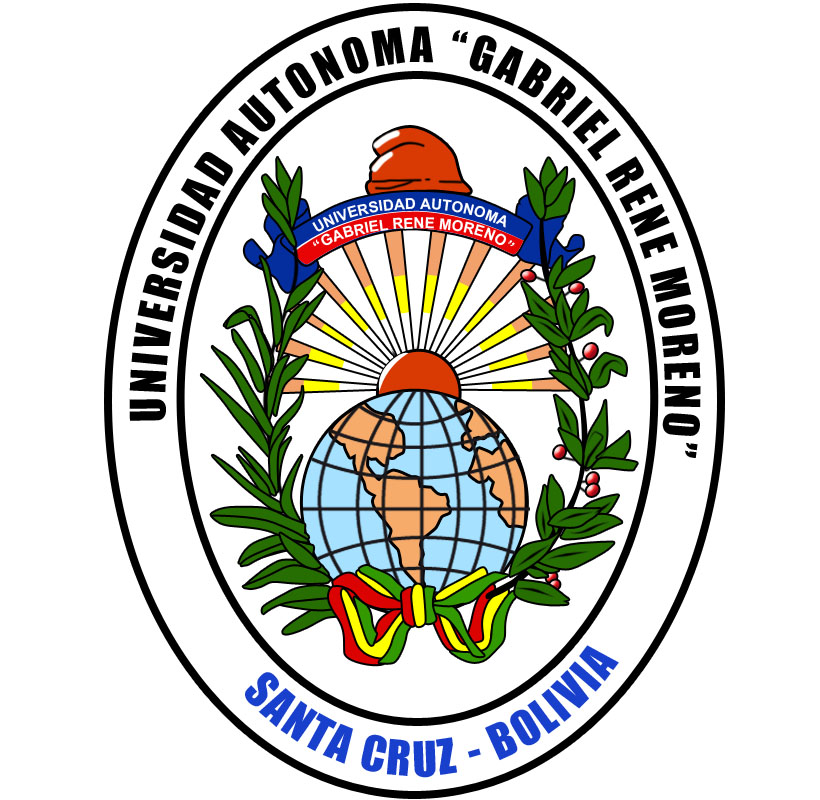 UNIVERSIDAD AUTONOMA “GABRIEL RENE MORENO”
UNIVERSIDAD AUTONOMA
“GABRIEL RENE MORENO”
SANTA CRUZ - BOLIVIA